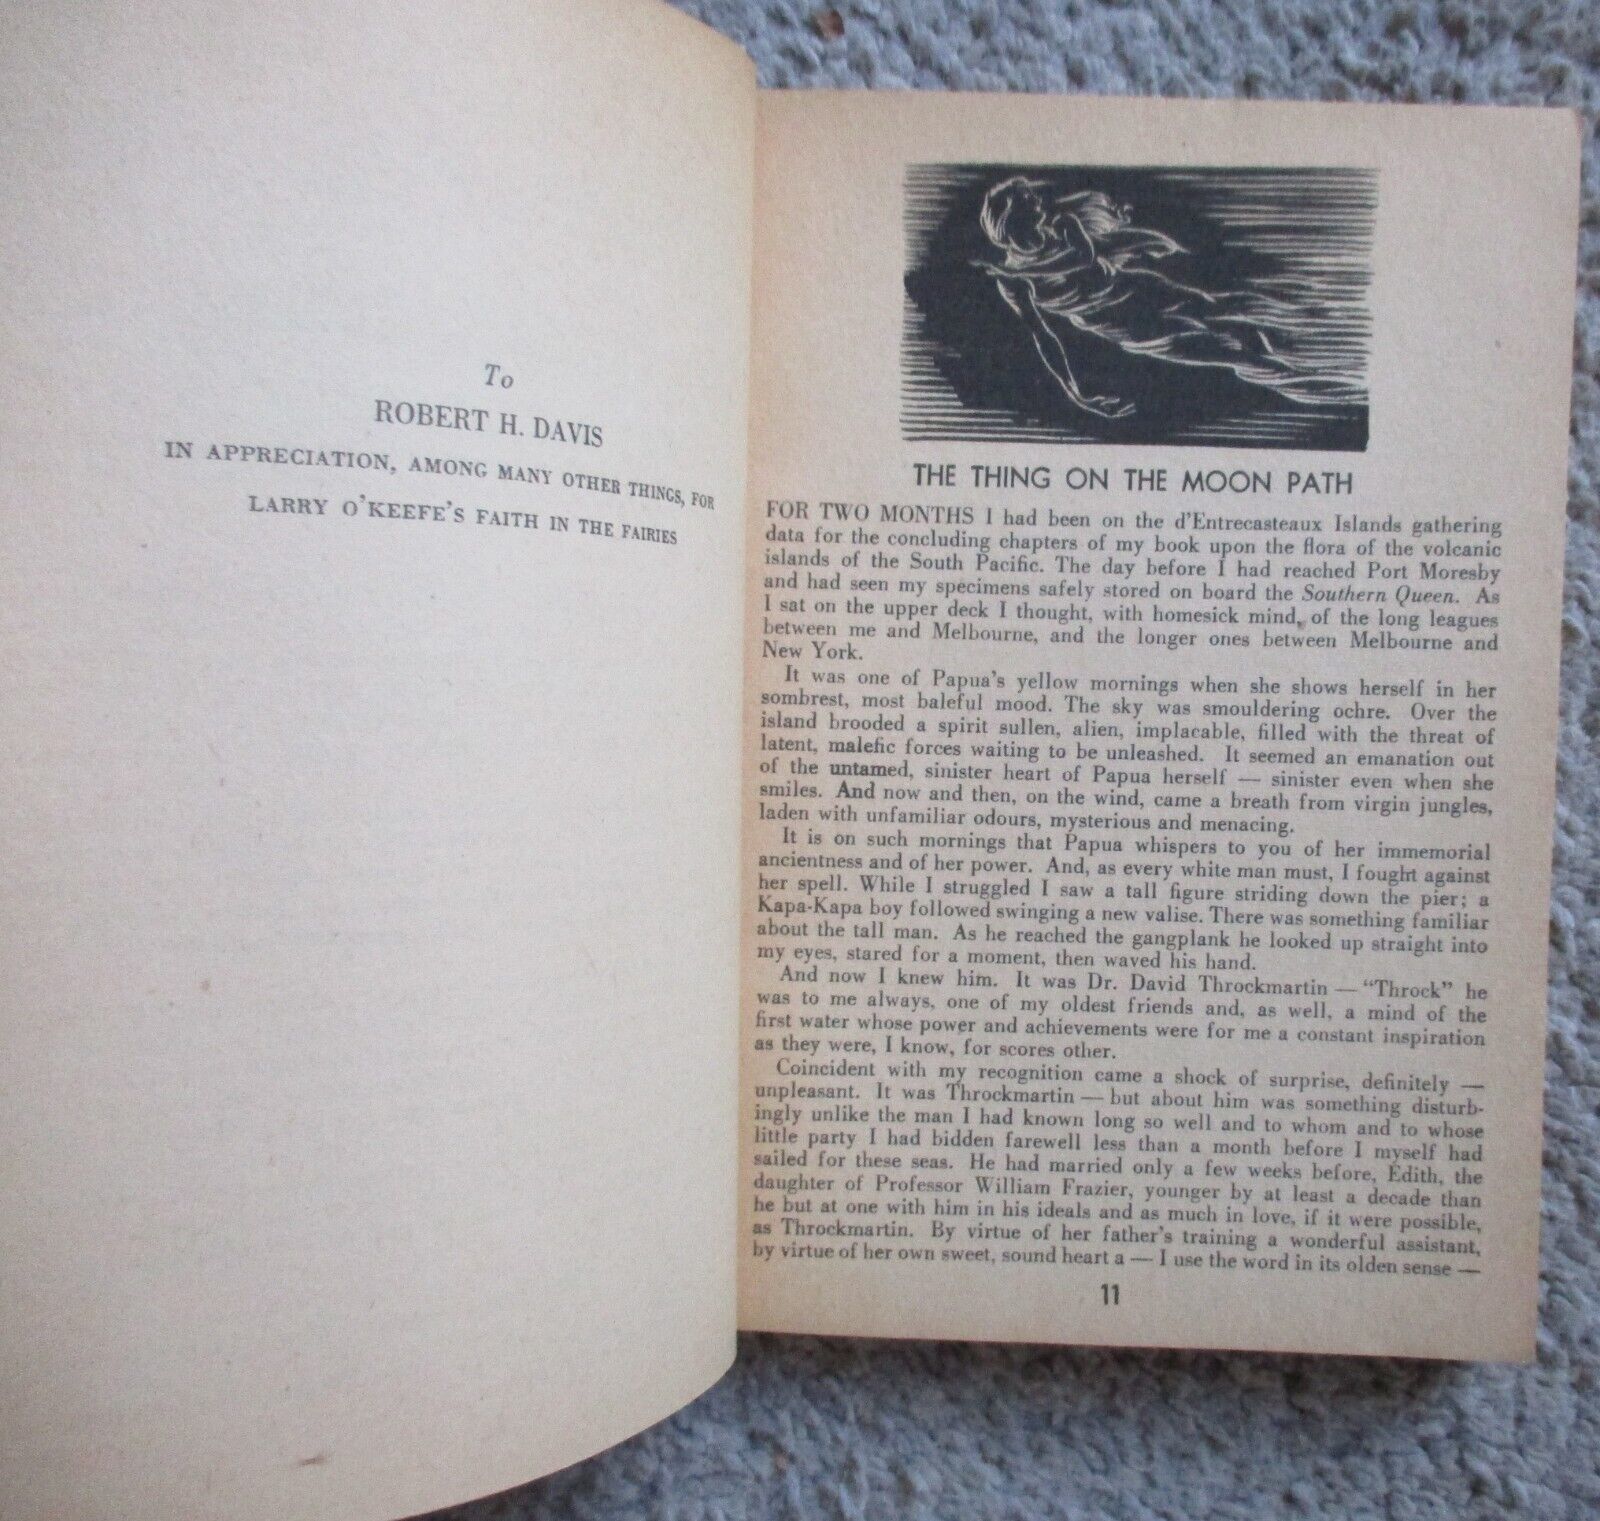 To
ROBERT H. DAVIS
IN APPRECIATION, AMONG MANY OTHER THINGS, FOR
LARRY O'KEEFE'S FAITH IN THE FAIRIES
THE THING ON THE MOON PATH
FOR TWO MONTHS I had been on the d'Entrecasteaux Islands gathering
data for the concluding chapters of my book upon the flora of the volcanic
islands of the South Pacific. The day before I had reached Port Moresby
and had seen my specimens safely stored on board the Southern Queen. As
I sat on the upper deck I thought, with homesick mind, of the long leagues
between me and Melbourne, and the longer ones between Melbourne and
New York.
It was one of Papua's yellow mornings when she shows herself in her
sombrest, most baleful mood. The sky was smouldering ochre. Over the
island brooded a spirit sullen, alien, implacable, filled with the threat of
latent, malefic forces waiting to be unleashed. It seemed an emanation out
of the untamed, sinister heart of Papua herself — sinister even when she
smiles. And now and then, on the wind, came a breath from virgin jungles,
laden with unfamiliar odours, mysterious and menacing.
It is on such mornings that Papua whispers to you of her immemorial
ancientness and of her power. And, as every white man must, I fought against
her spell. While I struggled I saw a tall figure striding down the pier; a
Kapa-Kapa boy followed swinging a new valise. There was something familiar
about the tall man. As he reached the gangplank he looked up straight into
my eyes, stared for a moment, then waved his hand.
And now I knew him. It was Dr. David Throckmartin — "Throck" he
was to me always, one of my oldest friends and, as well, a mind of the
first water whose power and achievements were for me a constant inspiration
as they were, I know, for scores other.
Coincident with my recognition came a shock of surprise, definitely —
unpleasant. It was Throckmartin — but about him was something disturb-
ingly unlike the man I had known long so well and to whom and to whose
little party I had bidden farewell less than a month before I myself had
sailed for these seas. He had married only a few weeks before, Edith, the
daughter of Professor William Frazier, younger by at least a decade than
he but at one with him in his ideals and as much in love, if it were possible,
as Throckmartin. By virtue of her father's training a wonderful assistant,
by virtue of her own sweet, sound heart a — I use the word in its olden sense —
11